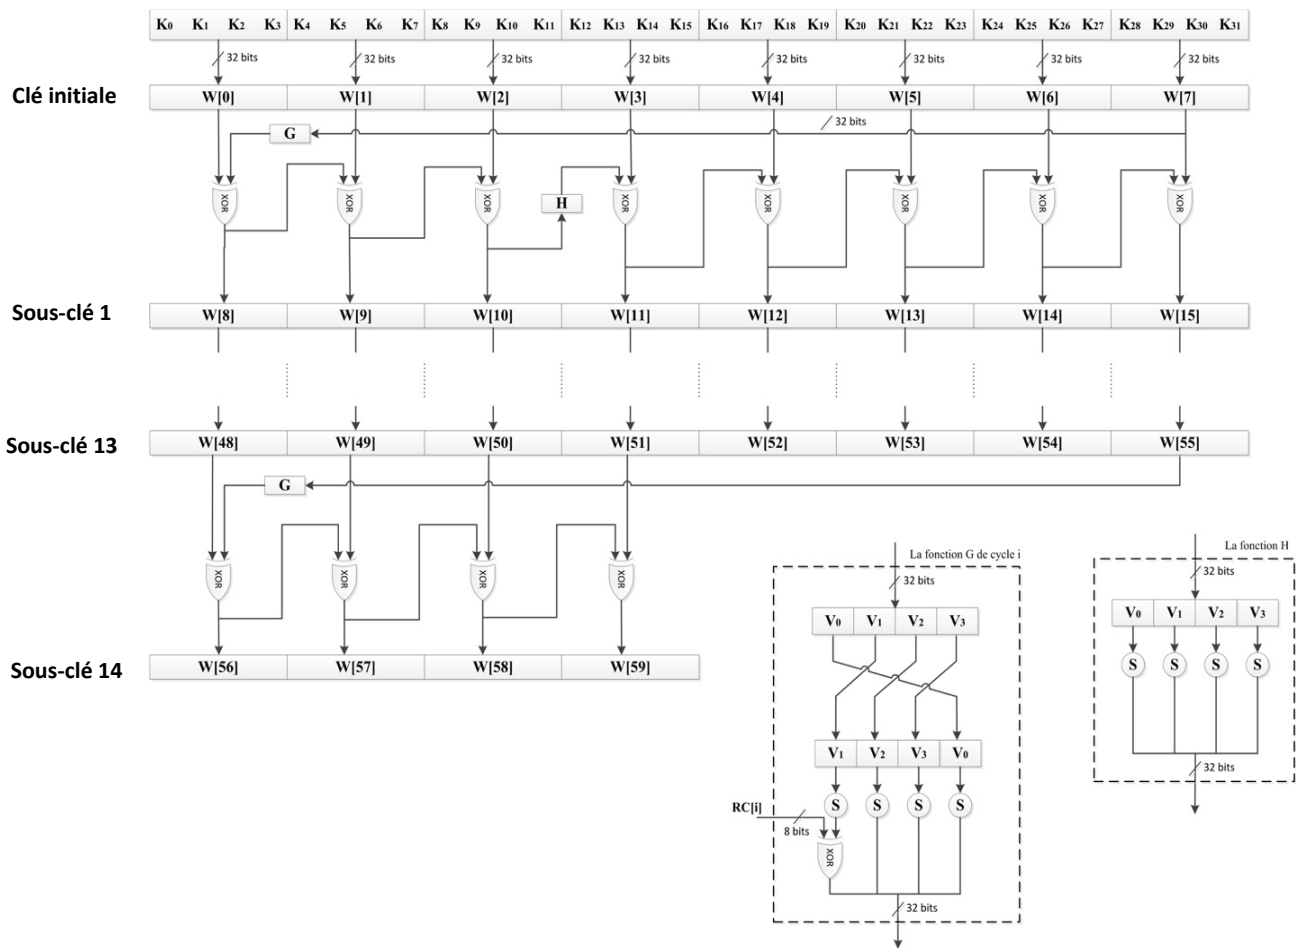 K0 K1 K2 K3 K4 K5 K6 K7 K8 K9 K10 K11 K12 K13 K14 K15 K16 K17 K18 K19 K20 K21 K22 K23 K24 K25 K26 K27 K28 K29 K30 K31
32 bits 32 bits 32 bits 32 bits 32 bits 32 bits 32 bits 32 bits
Clé initiale W[0] W[1] W[2] W[3] W[4] W[5] W[6] W[7]
32 bits
G
XOR XOR XOR XOR XOR XOR XOR XOR
H
Sous-clé 1 W[8] W[9] W[10] W[11] W[12] W[13] W[14] W[15]
Sous-clé 13 W[48] W[49] W[50] W[51] W[52] W[53] W[54] W[55]
G
XOR XOR XOR XOR
Sous-clé 14 W[56] W[57] W[58] W[59]
La fonction G de cycle i
32 bits
V0 V1 V2 V3
V1 V2 V3 V0
S S S S
RC[i]
8 bits
XOR
32 bits
La fonction H
32 bits
V0 V1 V2 V3
S S S S
32 bits